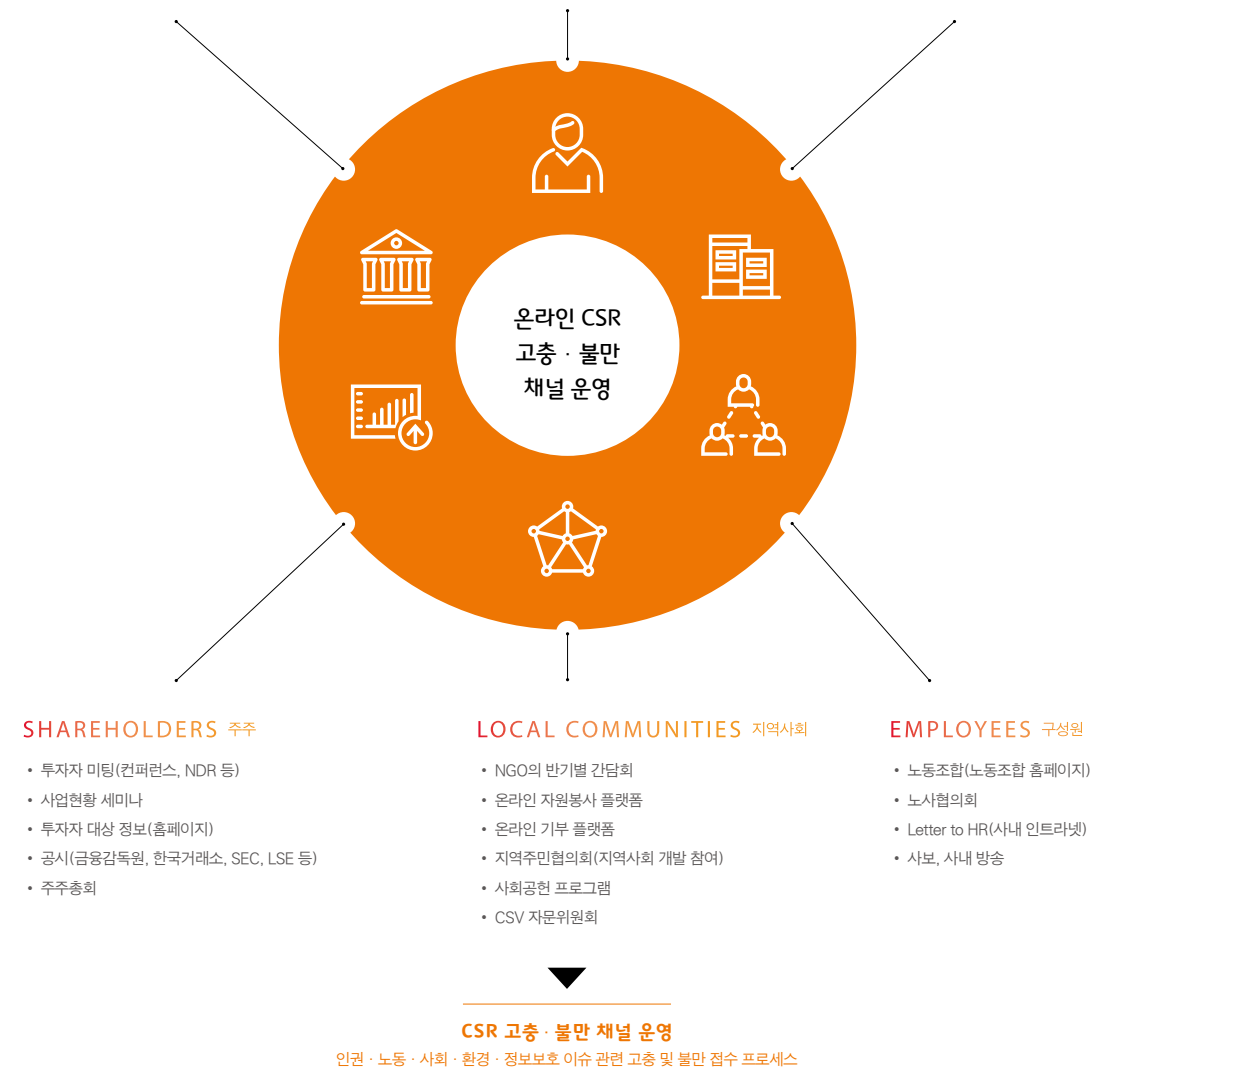 온라인 CSR
고충 · 불만
채널 운영
SHAREHOLDERS 주주
• 투자자 미팅(컨퍼런스, NDR 등)
• 사업현황 세미나
• 투자자 대상 정보(홈페이지)
• 공시(금융감독원, 한국거래소, SEC, LSE 등)
• 주주총회
LOCAL COMMUNITIES 지역사회
• NGO의 반기별 간담회
• 온라인 자원봉사 플랫폼
• 온라인 기부 플랫폼
• 지역주민협의회(지역사회 개발 참여)
• 사회공헌 프로그램
• CSV 자문위원회
EMPLOYEES 구성원
• 노동조합(노동조합 홈페이지)
• 노사협의회
• Letter to HR(사내 인트라넷)
• 사보, 사내 방송
CSR 고충 · 불만 채널 운영
인권 · 노동 · 사회 · 환경 · 정보보호 이슈 관련 고충 및 불만 접수 프로세스